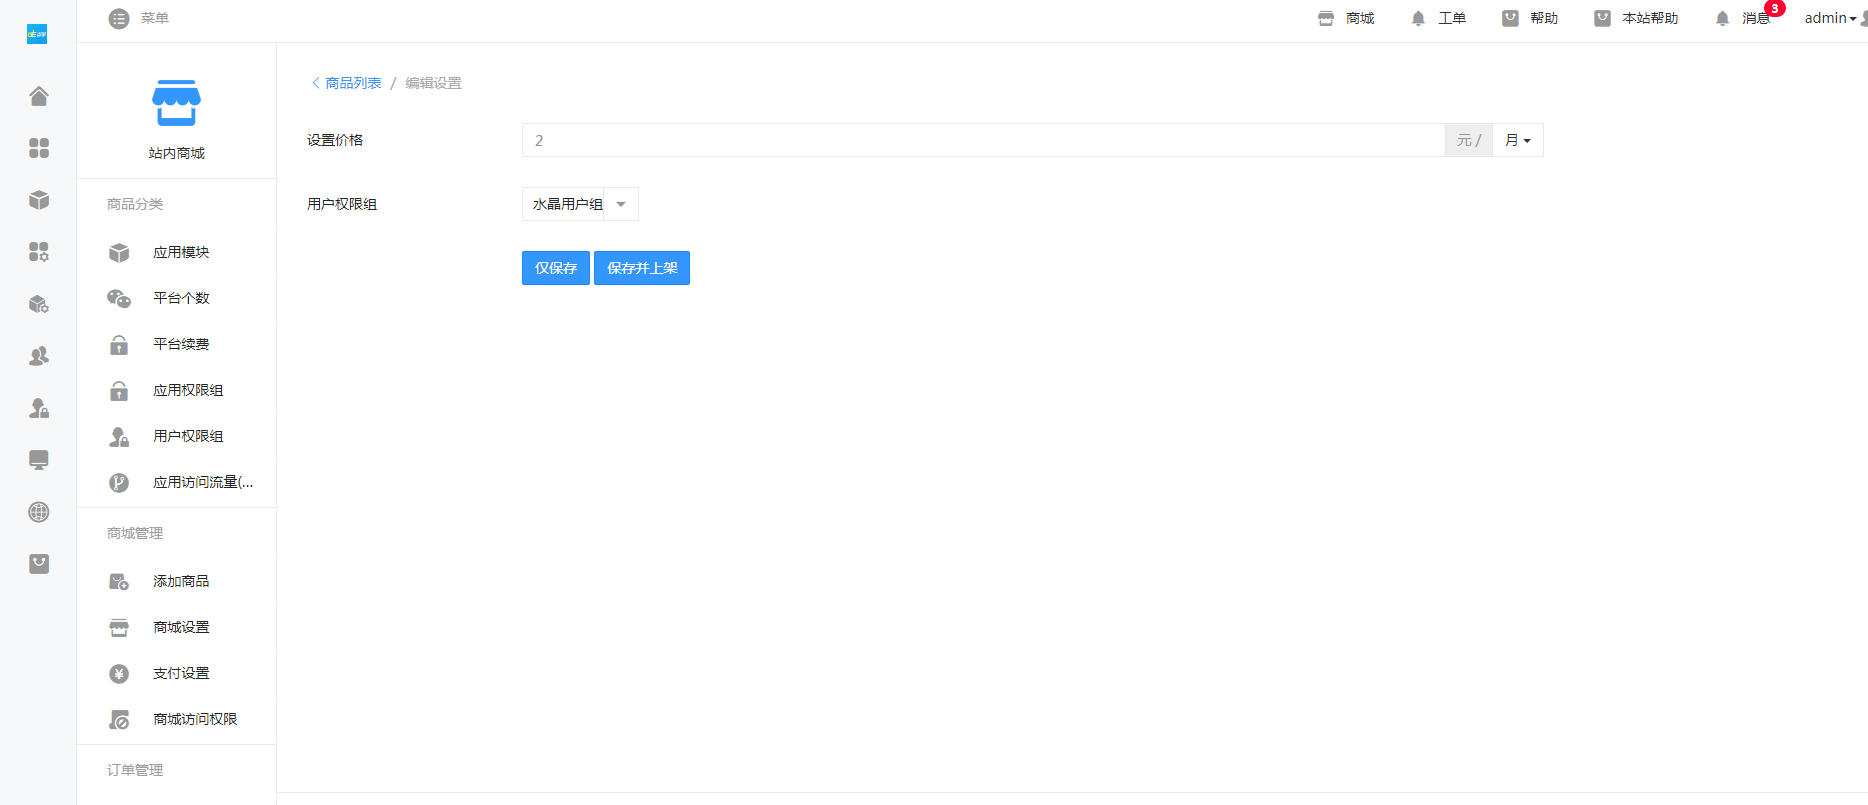 菜单
商城
工单
帮助
本站帮助
消息
3
admin
站内商城
商品分类
应用模块
平台个数
平台续费
应用权限组
用户权限组
应用访问流量(...
商城管理
添加商品
商城设置
支付设置
商城访问权限
订单管理
商品列表 / 编辑设置
设置价格
2
元 /
月
用户权限组
水晶用户组
仅保存
保存并上架